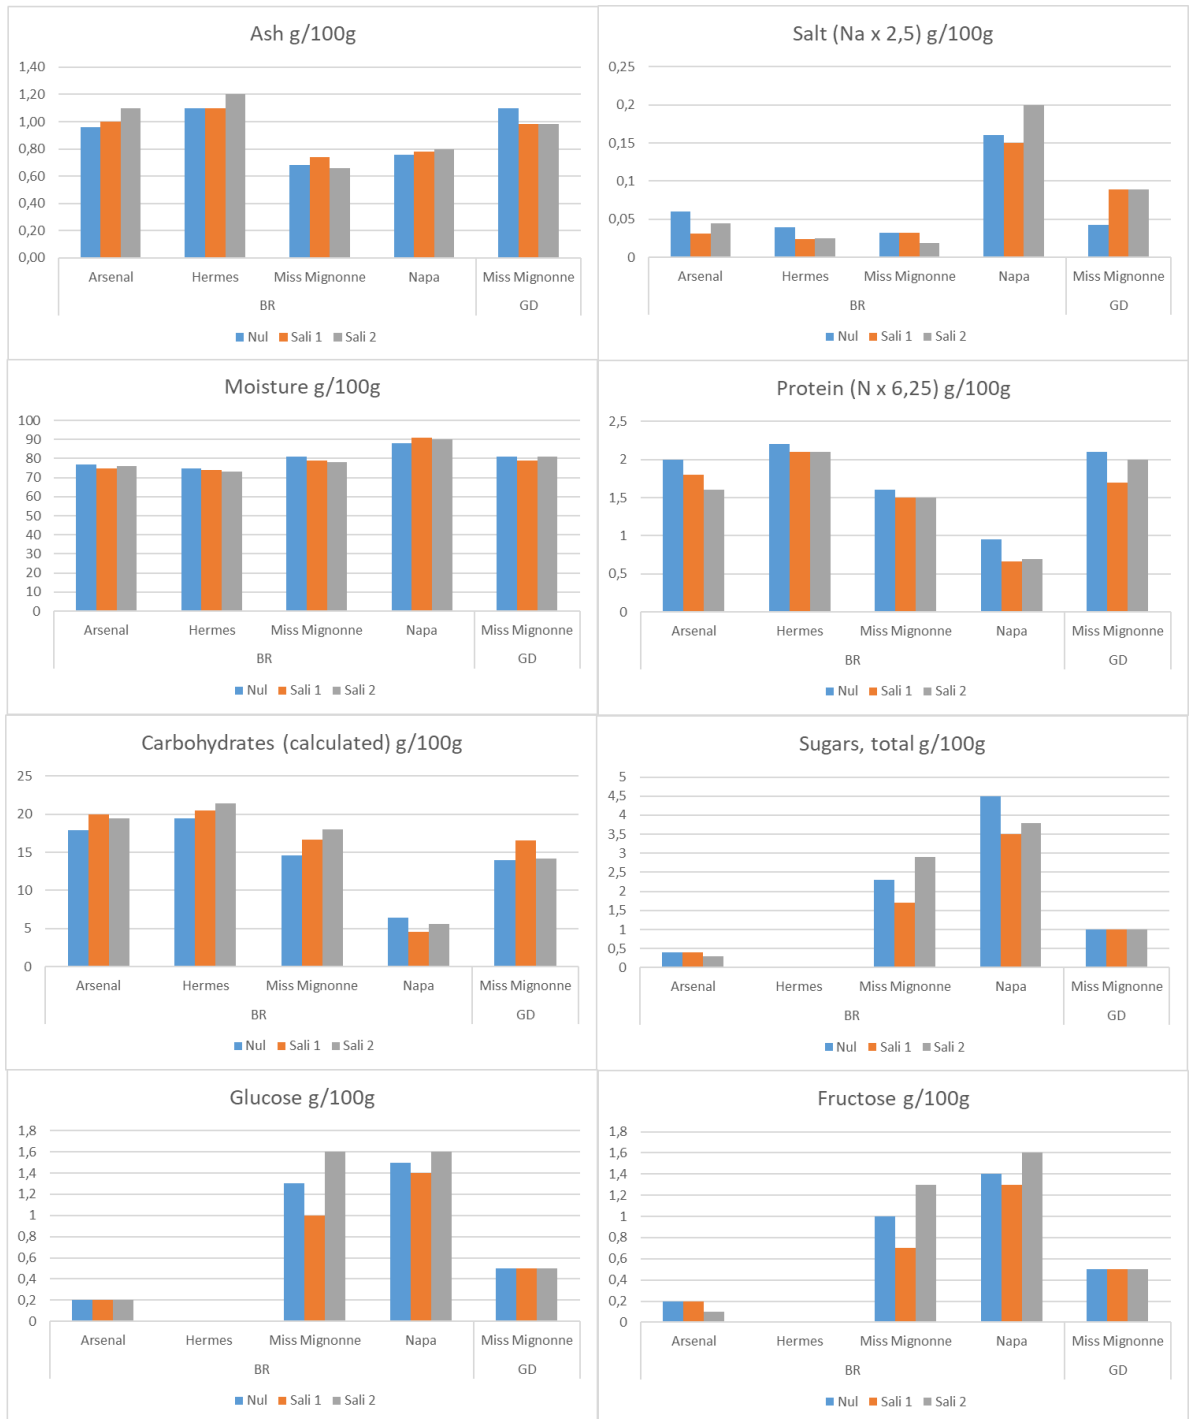 Ash g/100g
1,40
1,20
1,00
0,80
0,60
0,40
0,20
0,00
Arsenal Hermes Miss Mignonne Napa Miss Mignonne
BR GD
Nul Sali 1 Sali 2
Salt (Na x 2,5) g/100g
0,25
0,2
0,15
0,1
0,05
0
Arsenal Hermes Miss Mignonne Napa Miss Mignonne
BR GD
Nul Sali 1 Sali 2
Moisture g/100g
100
90
80
70
60
50
40
30
20
10
0
Arsenal Hermes Miss Mignonne Napa Miss Mignonne
BR GD
Nul Sali 1 Sali 2
Protein (N x 6,25) g/100g
2,5
2
1,5
1
0,5
0
Arsenal Hermes Miss Mignonne Napa Miss Mignonne
BR GD
Nul Sali 1 Sali 2
Carbohydrates (calculated) g/100g
25
20
15
10
5
0
Arsenal Hermes Miss Mignonne Napa Miss Mignonne
BR GD
Nul Sali 1 Sali 2
Sugars, total g/100g
5
4,5
4
3,5
3
2,5
2
1,5
1
0,5
0
Arsenal Hermes Miss Mignonne Napa Miss Mignonne
BR GD
Nul Sali 1 Sali 2
Glucose g/100g
1,8
1,6
1,4
1,2
1
0,8
0,6
0,4
0,2
0
Arsenal Hermes Miss Mignonne Napa Miss Mignonne
BR GD
Nul Sali 1 Sali 2
Fructose g/100g
1,8
1,6
1,4
1,2
1
0,8
0,6
0,4
0,2
0
Arsenal Hermes Miss Mignonne Napa Miss Mignonne
BR GD
Nul Sali 1 Sali 2